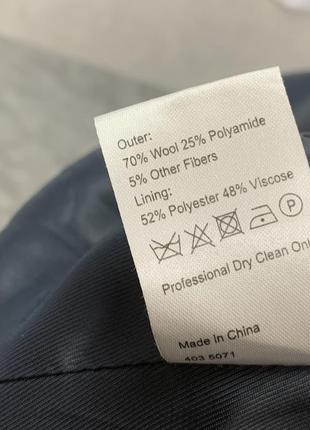 Outer:
70% Wool 25% Polyamide
5% Other Fibers
Lining:
52% Polyester 48% Viscose
P
Professional Dry Clean Only
Made in China
403 5071